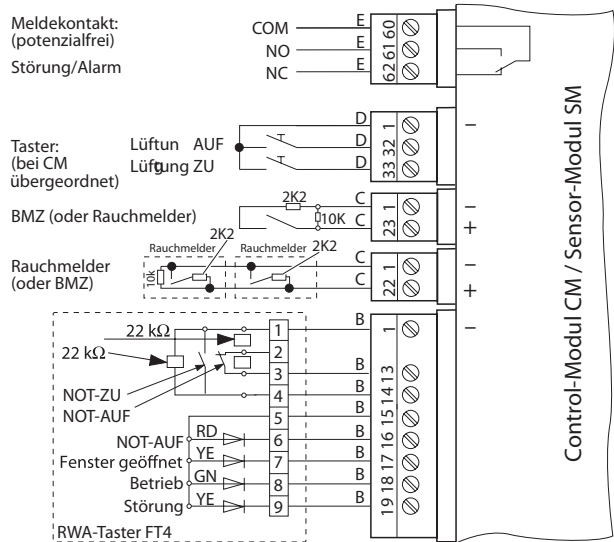 Meldekontakt:
(potenzialfrei)
Störung/Alarm
COM E 60
NO E 61
NC E 62
Taster:
(bei CM
übergeordnet)
Lüftun AUF
Lüftgung ZU
D 1 −
D 32
D 33
BMZ (oder Rauchmelder)
2K2
10K
C 1 −
C 23 +
Rauchmelder
(oder BMZ)
Rauchmelder 2K2
Rauchmelder 2K2
10k
C 1 −
C 22 +
22 kΩ
22 kΩ
NOT-ZU
NOT-AUF
1 B 1 −
2
3 B 13
4 B 14
5 B 15
NOT-AUF RD 6 B 16
Fenster geöffnet YE 7 B 17
Betrieb GN 8 B 18
Störung YE 9 B 19
RWA-Taster FT4
Control-Modul CM / Sensor-Modul SM